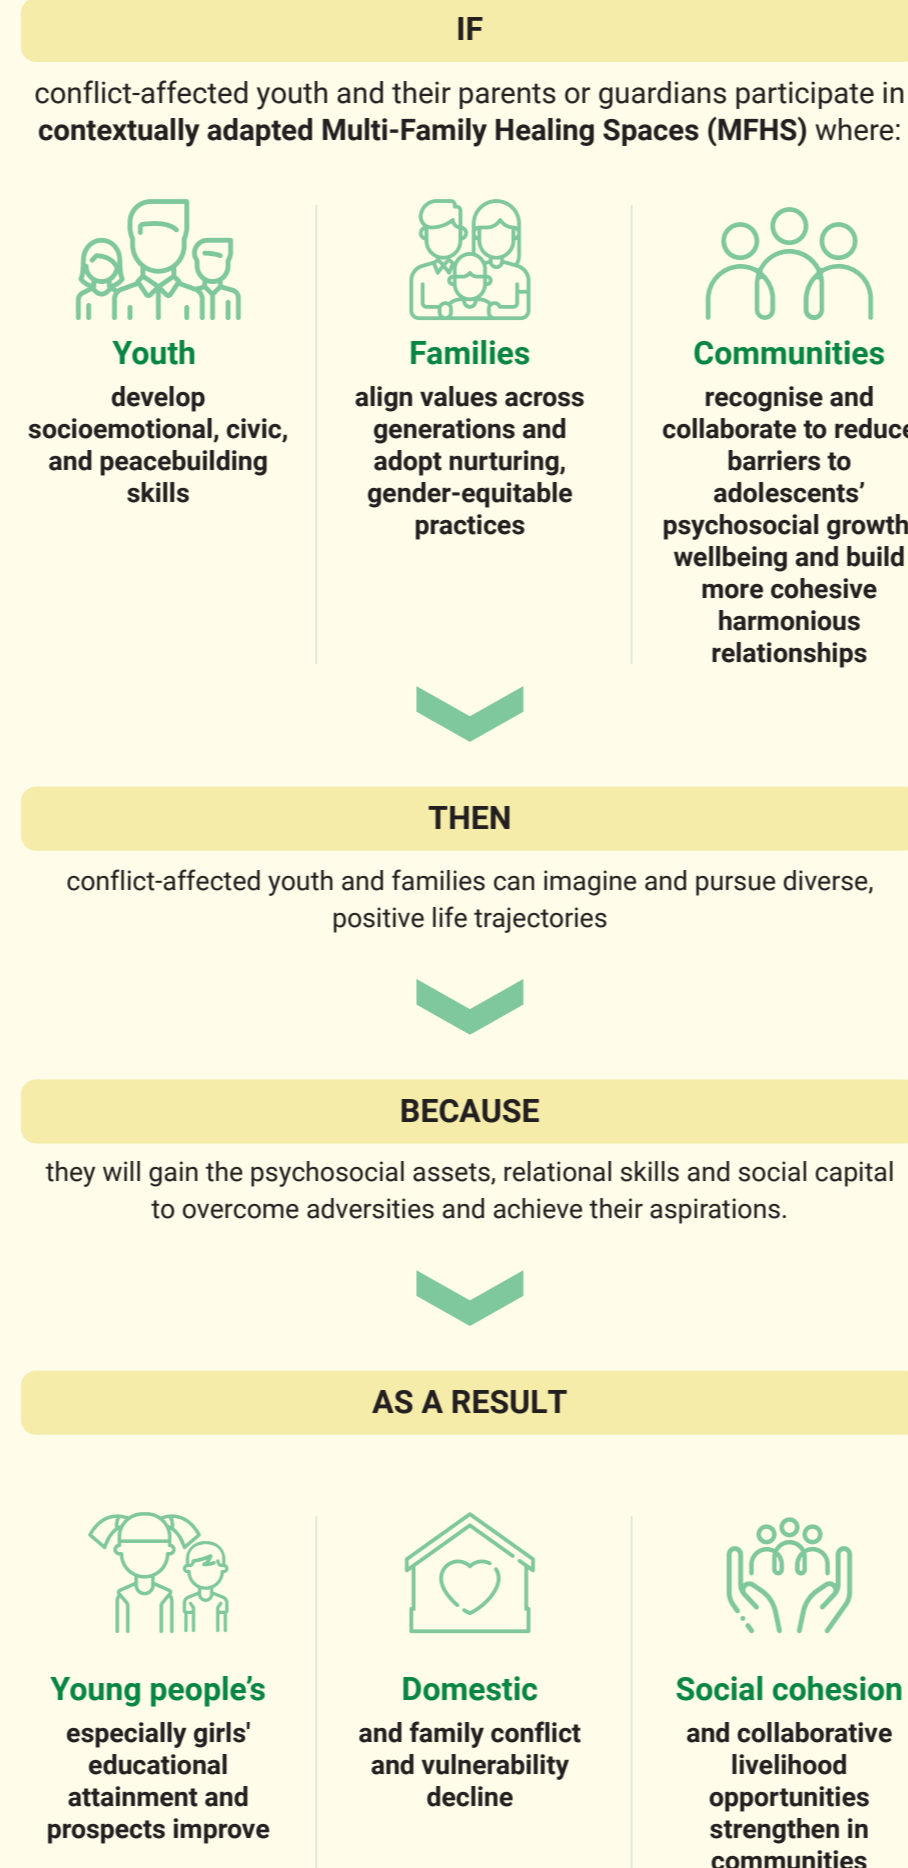 IF
conflict-affected youth and their parents or guardians participate in
contextually adapted Multi-Family Healing Spaces (MFHS) where:
Youth
develop
socioemotional, civic,
and peacebuilding
skills
Families
align values across
generations and
adopt nurturing,
gender-equitable
practices
Communities
recognise and
collaborate to reduce
barriers to
adolescents’
psychosocial growth
wellbeing and build
more cohesive
harmonious
relationships
THEN
conflict-affected youth and families can imagine and pursue diverse,
positive life trajectories
BECAUSE
they will gain the psychosocial assets, relational skills and social capital
to overcome adversities and achieve their aspirations.
AS A RESULT
Young people’s
especially girls'
educational
attainment and
prospects improve
Domestic
and family conflict
and vulnerability
decline
Social cohesion
and collaborative
livelihood
opportunities
strengthen in
communities